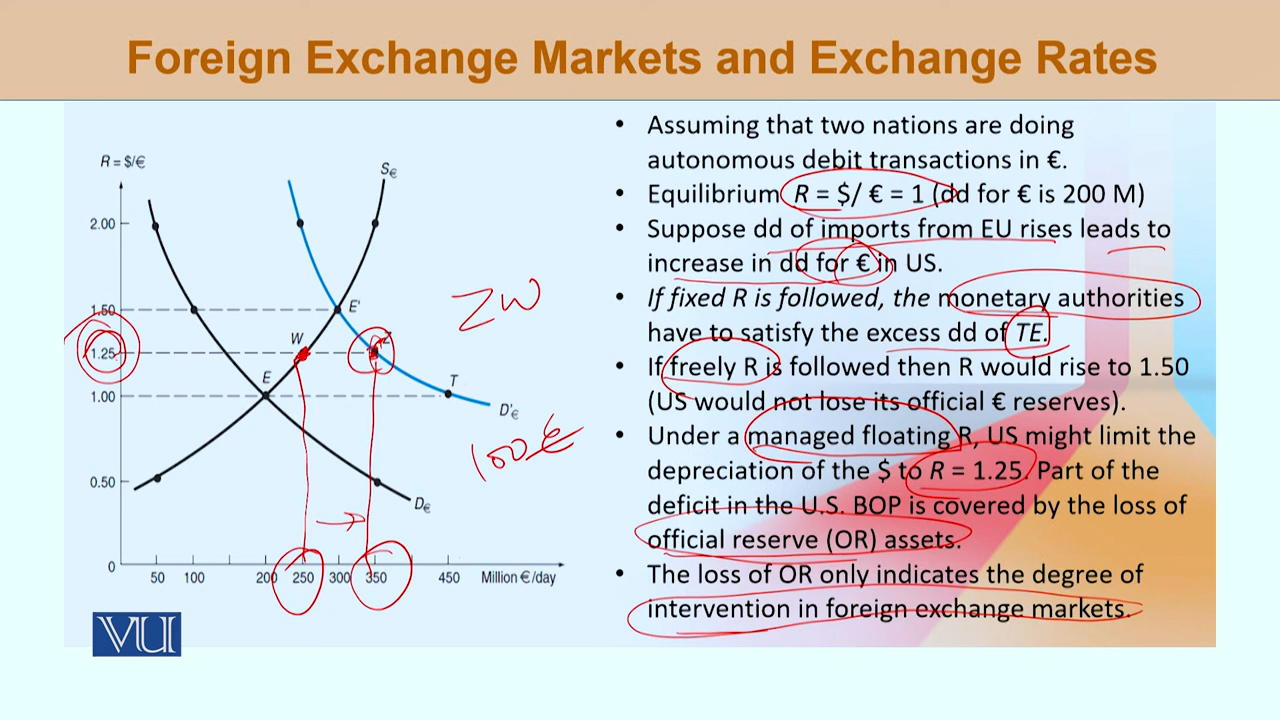 Foreign Exchange Markets and Exchange Rates
R = $/€
2.00
1.50
1.25
1.00
0.50
0
50 100 200 250 300 350 450 Million €/day
S€
E'
W
Z
E
T
D'€
D€
ZW
100 €
VU
• Assuming that two nations are doing
autonomous debit transactions in €.
• Equilibrium R = $/ € = 1 (dd for € is 200 M)
• Suppose dd of imports from EU rises leads to
increase in dd for € in US.
• If fixed R is followed, the monetary authorities
have to satisfy the excess dd of TE.
• If freely R is followed then R would rise to 1.50
(US would not lose its official € reserves).
• Under a managed floating R, US might limit the
depreciation of the $ to R = 1.25. Part of the
deficit in the U.S. BOP is covered by the loss of
official reserve (OR) assets.
• The loss of OR only indicates the degree of
intervention in foreign exchange markets.